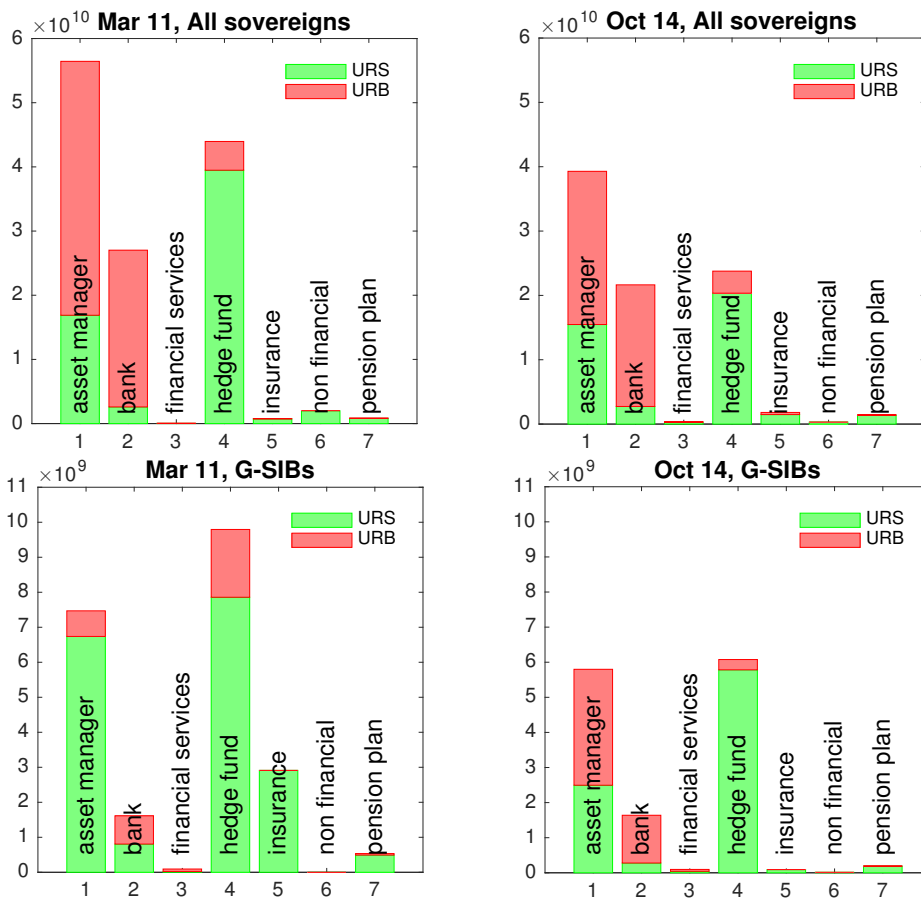 Mar 11, All sovereigns
×10^10
6
5
4
3
2
1
0
URS
URB
asset manager
bank
financial services
hedge fund
insurance
non financial
pension plan
1 2 3 4 5 6 7
Oct 14, All sovereigns
×10^10
6
5
4
3
2
1
0
URS
URB
asset manager
bank
financial services
hedge fund
insurance
non financial
pension plan
1 2 3 4 5 6 7
Mar 11, G-SIBs
×10^9
11
10
9
8
7
6
5
4
3
2
1
0
URS
URB
asset manager
bank
financial services
hedge fund
insurance
non financial
pension plan
1 2 3 4 5 6 7
Oct 14, G-SIBs
×10^9
11
10
9
8
7
6
5
4
3
2
1
0
URS
URB
asset manager
bank
financial services
hedge fund
insurance
non financial
pension plan
1 2 3 4 5 6 7